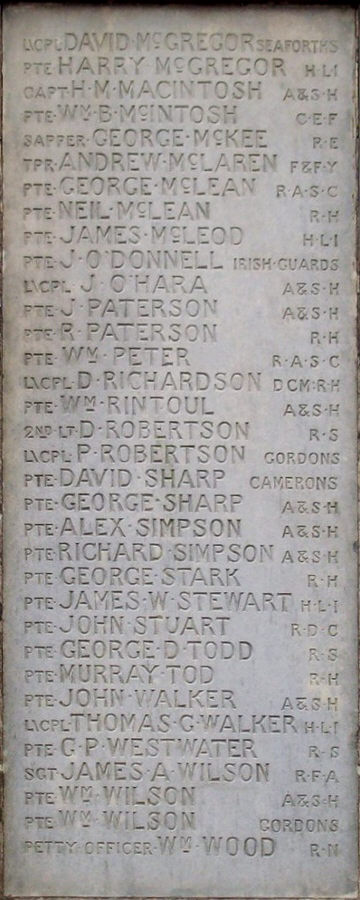 L\CPL DAVID McGREGOR SEAFORTHS
PTE HARRY McGREGOR H·L·I
CAPT H·M·MACINTOSH A&S·H
PTE·WM·B·McINTOSH C·E·F
SAPPER·GEORGE·McKEE R·E
TPR·ANDREW·McLAREN F&F·Y
PTE·GEORGE·McLEAN R·A·S·C
PTE·NEIL·McLEAN R·H
PTE·JAMES·McLEOD H·L·I
PTE·J·O'DONNELL IRISH·GUARDS
L\CPL J·O'HARA A&S·H
PTE·J·PATERSON A&S·H
PTE·R·PATERSON R·H
PTE·WM·PETER R·A·S·C
L\CPL·D·RICHARDSON DCM·R·H
PTE·WM·RINTOUL A&S·H
2ND·LT·D·ROBERTSON R·S
L\CPL·P·ROBERTSON GORDONS
PTE·DAVID·SHARP CAMERONS
PTE·GEORGE·SHARP A&S·H
PTE·ALEX·SIMPSON A&S·H
PTE·RICHARD·SIMPSON A&S·H
PTE·GEORGE·STARK R·H
PTE·JAMES·W·STEWART H·L·I
PTE·JOHN·STUART R·D·C
PTE·GEORGE·D·TODD R·S
PTE·MURRAY·TOD R·H
PTE·JOHN·WALKER A&S·H
L\CPL THOMAS·G·WALKER H·L·I
PTE·G·P·WESTWATER R·S
SGT·JAMES·A·WILSON R·F·A
PTE·WM·WILSON A&S·H
PTE·WM·WILSON GORDONS
PETTY·OFFICER·WM·WOOD R·N